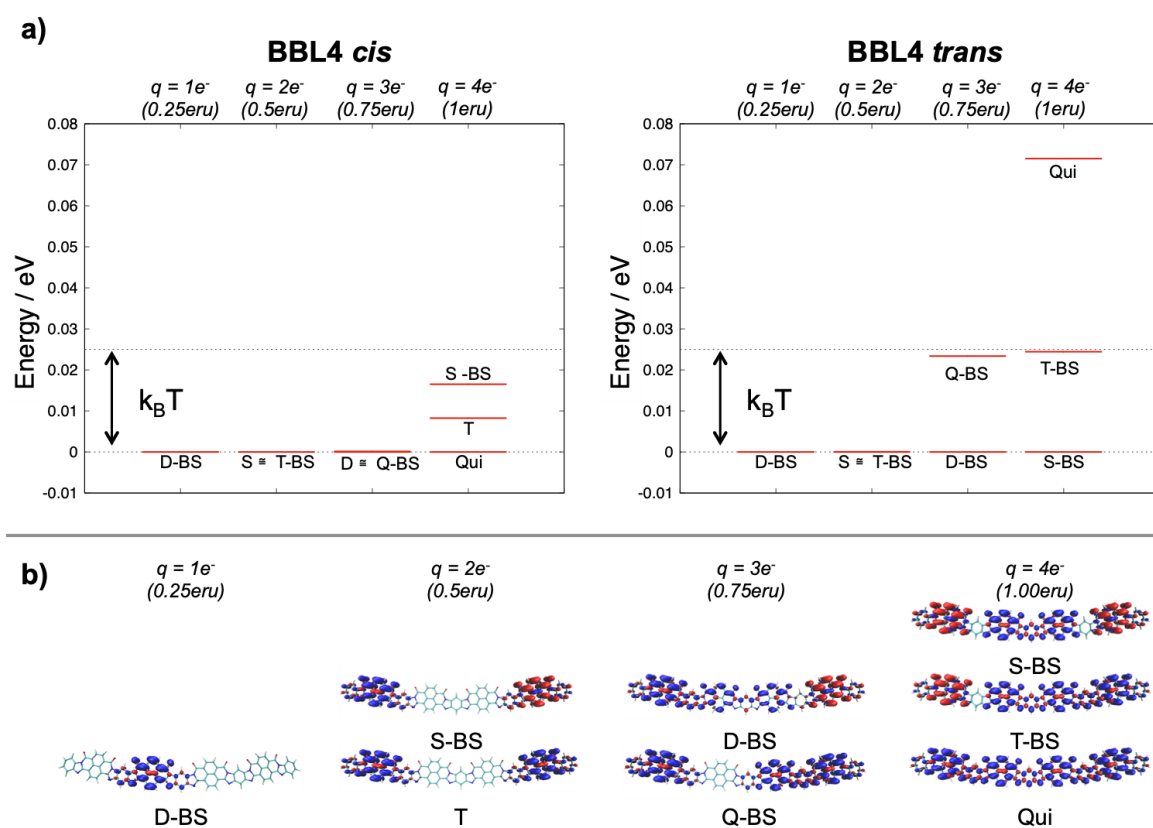 a)
BBL4 cis
q = 1e- q = 2e- q = 3e- q = 4e-
(0.25eru) (0.5eru) (0.75eru) (1eru)
0.08
0.07
0.06
0.05
0.04
0.03
0.02
0.01
0
-0.01
Energy / eV
kBT
D-BS
S ≅ T-BS
D ≅ Q-BS
S -BS
T
Qui
BBL4 trans
q = 1e- q = 2e- q = 3e- q = 4e-
(0.25eru) (0.5eru) (0.75eru) (1eru)
0.08
0.07
0.06
0.05
0.04
0.03
0.02
0.01
0
-0.01
Energy / eV
kBT
D-BS
S ≅ T-BS
Q-BS
D-BS
Qui
T-BS
S-BS
b)
q = 1e- q = 2e- q = 3e- q = 4e-
(0.25eru) (0.5eru) (0.75eru) (1.00eru)
S-BS
S-BS D-BS T-BS
D-BS T Q-BS Qui